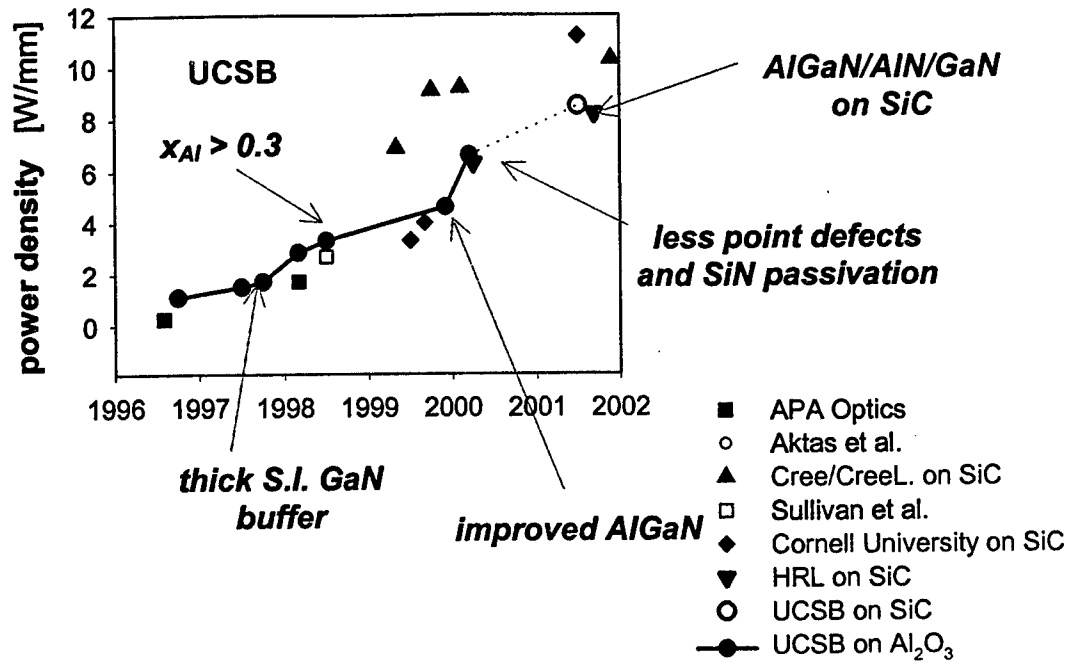 12
10
8
6
4
2
0
power density [W/mm]
UCSB
x_Al > 0.3
AlGaN/AlN/GaN
on SiC
less point defects
and SiN passivation
1996 1997 1998 1999 2000 2001 2002
thick S.I. GaN
buffer
improved AlGaN
APA Optics
Aktas et al.
Cree/CreeL. on SiC
Sullivan et al.
Cornell University on SiC
HRL on SiC
UCSB on SiC
UCSB on Al₂O₃